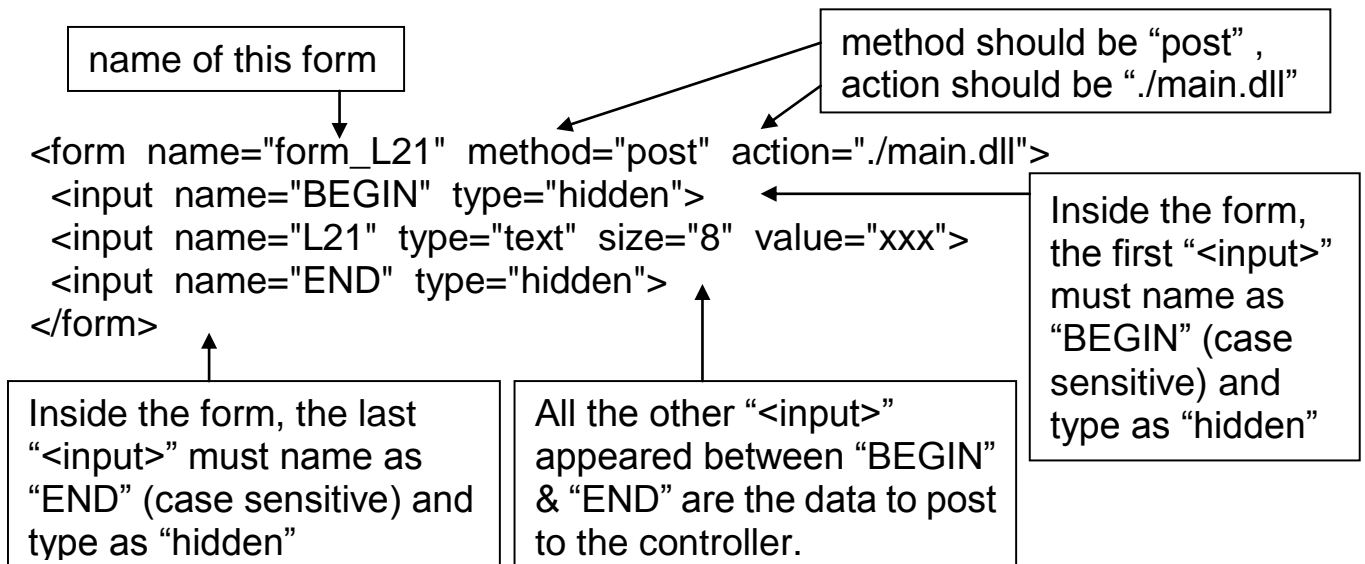 name of this form
method should be “post” ,
action should be “./main.dll”
<form name="form_L21" method="post" action="./main.dll">
<input name="BEGIN" type="hidden">
<input name="L21" type="text" size="8" value="xxx">
<input name="END" type="hidden">
</form>
Inside the form,
the first “<input>”
must name as
“BEGIN” (case
sensitive) and
type as “hidden”
Inside the form, the last
“<input>” must name as
“END” (case sensitive) and
type as “hidden”
All the other “<input>”
appeared between “BEGIN”
& “END” are the data to post
to the controller.